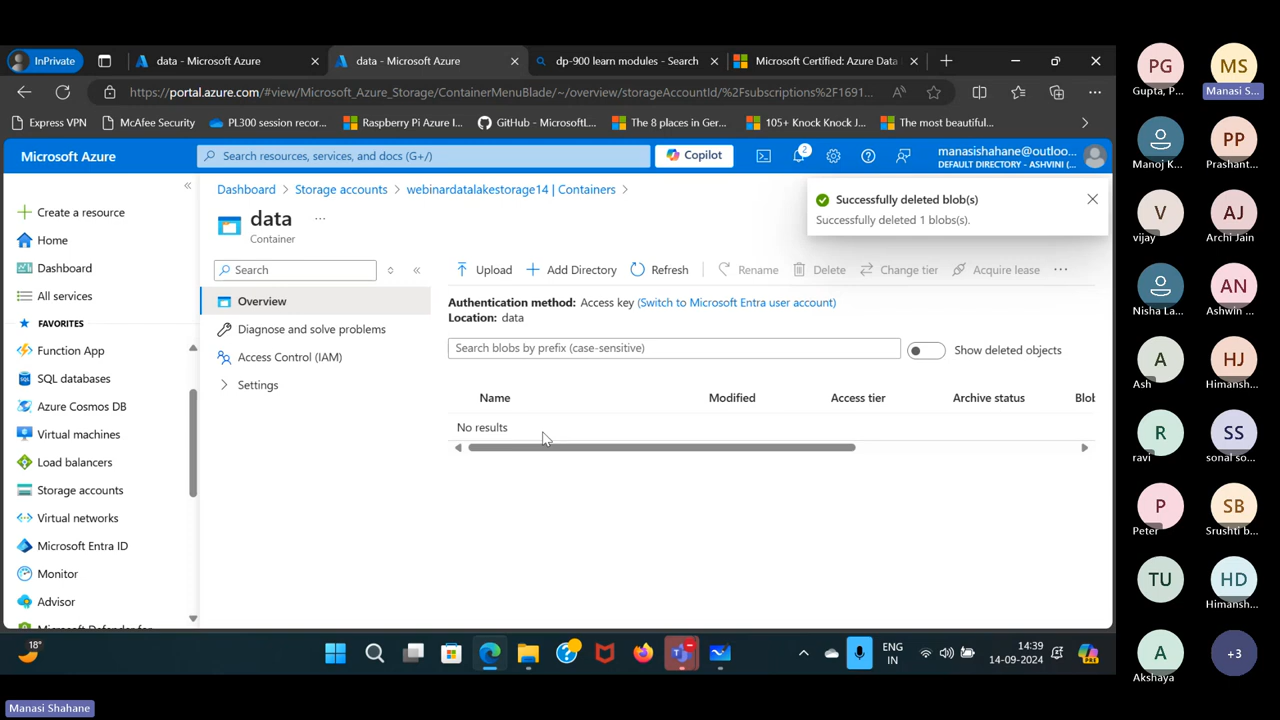 InPrivate
data - Microsoft Azure
data - Microsoft Azure
dp-900 learn modules - Search
Microsoft Certified: Azure Data
https://portal.azure.com/#view/Microsoft_Azure_Storage/ContainerMenuBlade/~/overview/storageAccountId/%2Fsubscriptions%2F1691...
Express VPN
McAfee Security
PL300 session recor...
Raspberry Pi Azure I...
GitHub - MicrosoftL...
The 8 places in Ger...
105+ Knock Knock J...
The most beautiful...
Microsoft Azure
Search resources, services, and docs (G+/)
Copilot
2
manasishahane@outloo...
DEFAULT DIRECTORY - ASHVINI (...
Dashboard > Storage accounts > webinardatalakestorage14 | Containers >
data
...
Container
Successfully deleted blob(s)
Successfully deleted 1 blobs(s).
Create a resource
Home
Dashboard
All services
FAVORITES
Function App
SQL databases
Azure Cosmos DB
Virtual machines
Load balancers
Storage accounts
Virtual networks
Microsoft Entra ID
Monitor
Advisor
Search
Overview
Diagnose and solve problems
Access Control (IAM)
Settings
Upload
Add Directory
Refresh
Rename
Delete
Change tier
Acquire lease
...
Authentication method: Access key (Switch to Microsoft Entra user account)
Location: data
Search blobs by prefix (case-sensitive)
Show deleted objects
Name
Modified
Access tier
Archive status
Blob
No results
18°
ENG
IN
14:39
14-09-2024
PRE
Manasi Shahane
PG
Gupta, P...
MS
Manasi S...
Manoj K...
PP
Prashant...
V
vijay
AJ
Archi Jain
Nisha La...
AN
Ashwin ...
A
Ash
HJ
Himansh...
R
ravi
SS
sonal so...
P
Peter
SB
Srushti b...
TU
HD
Himansh...
A
Akshaya
+3